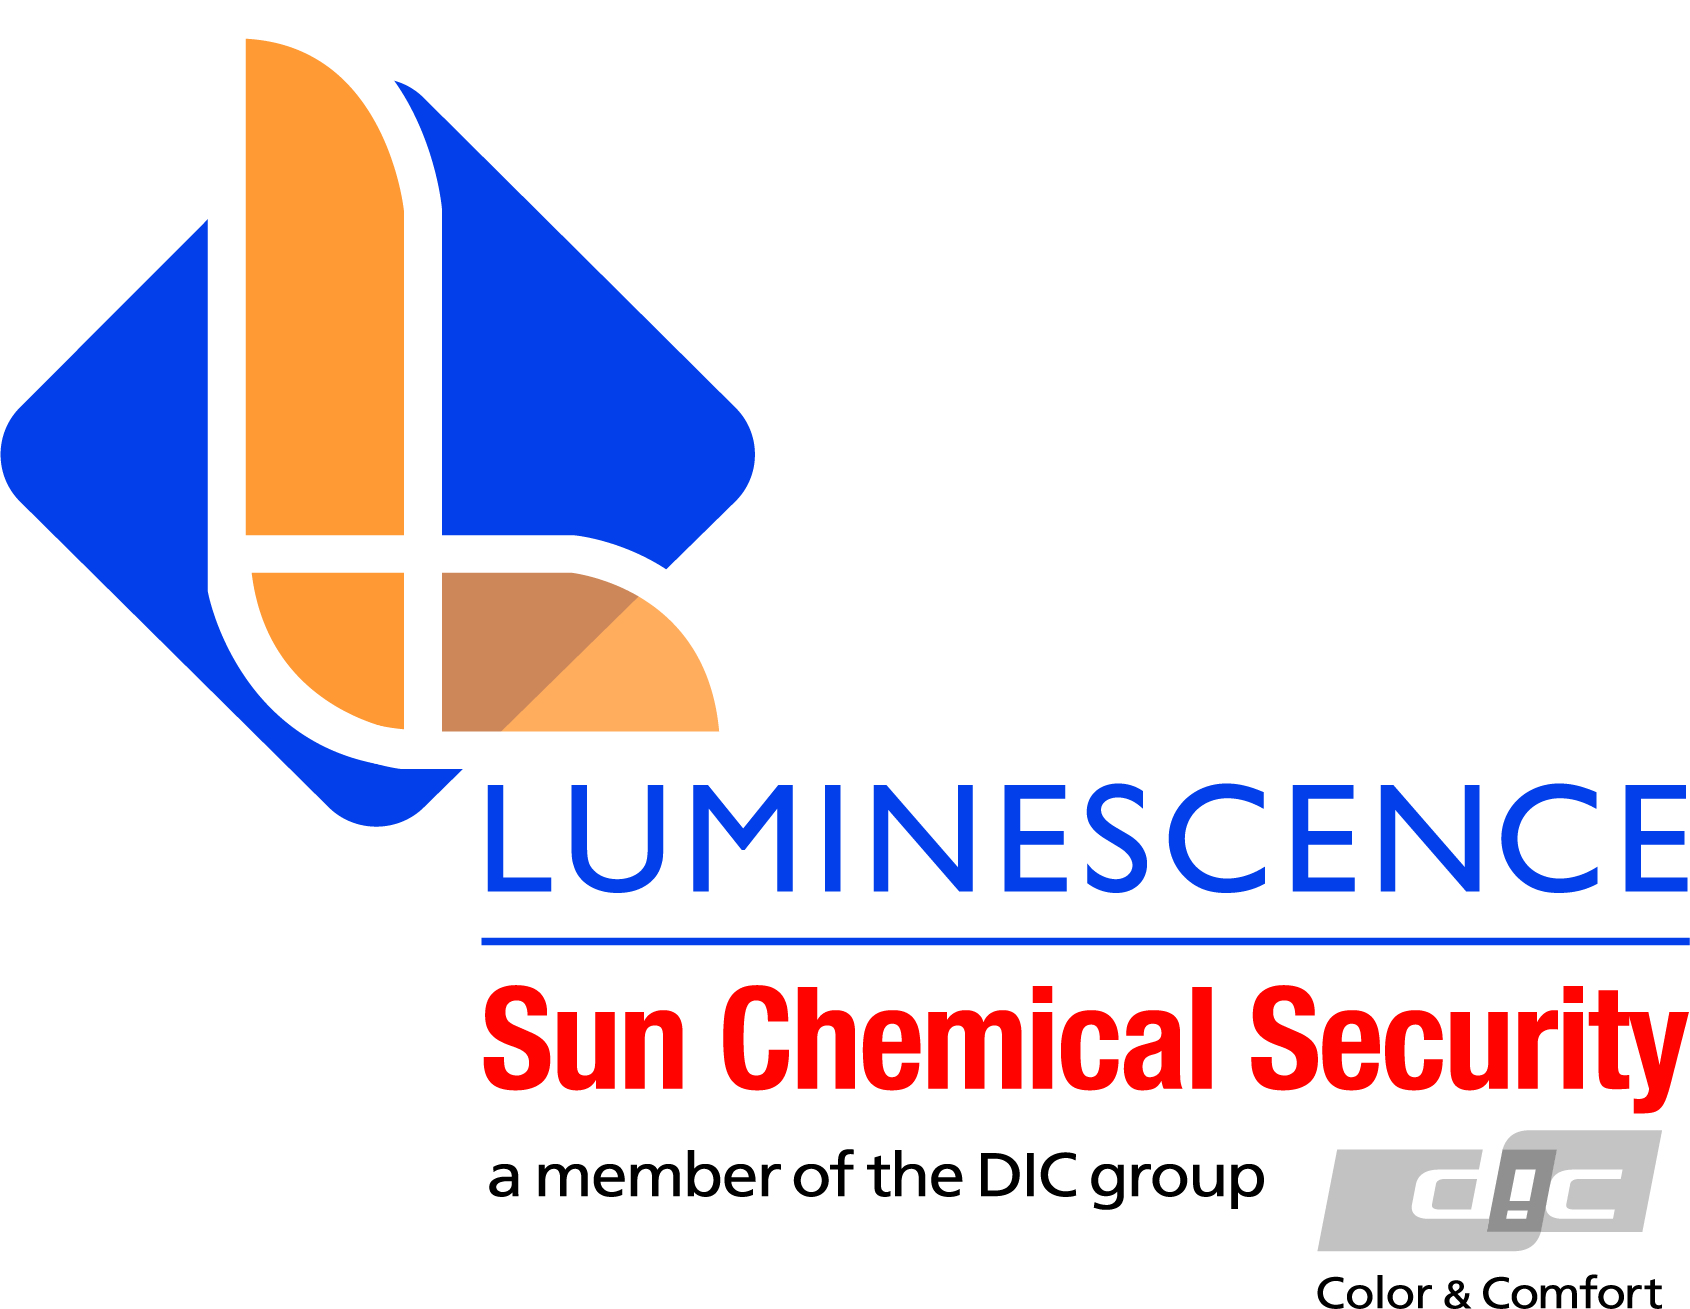 LUMINESCENCE
Sun Chemical Security
a member of the DIC group
dic
Color & Comfort